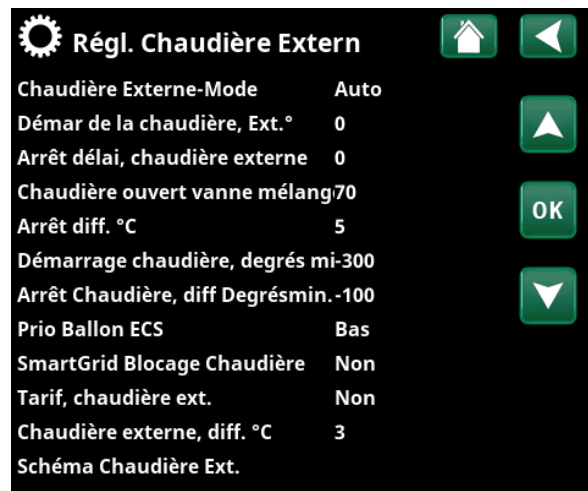 Régl. Chaudière Extern
Chaudière Externe-Mode Auto
Démar de la chaudière, Ext.° 0
Arrêt délai, chaudière externe 0
Chaudière ouvert vanne mélang 70
Arrêt diff. °C 5
Démarrage chaudière, degrés mi-300
Arrêt Chaudière, diff Degrésmin. -100
Prio Ballon ECS Bas
SmartGrid Blocage Chaudière Non
Tarif, chaudière ext. Non
Chaudière externe, diff. °C 3
Schéma Chaudière Ext.
OK